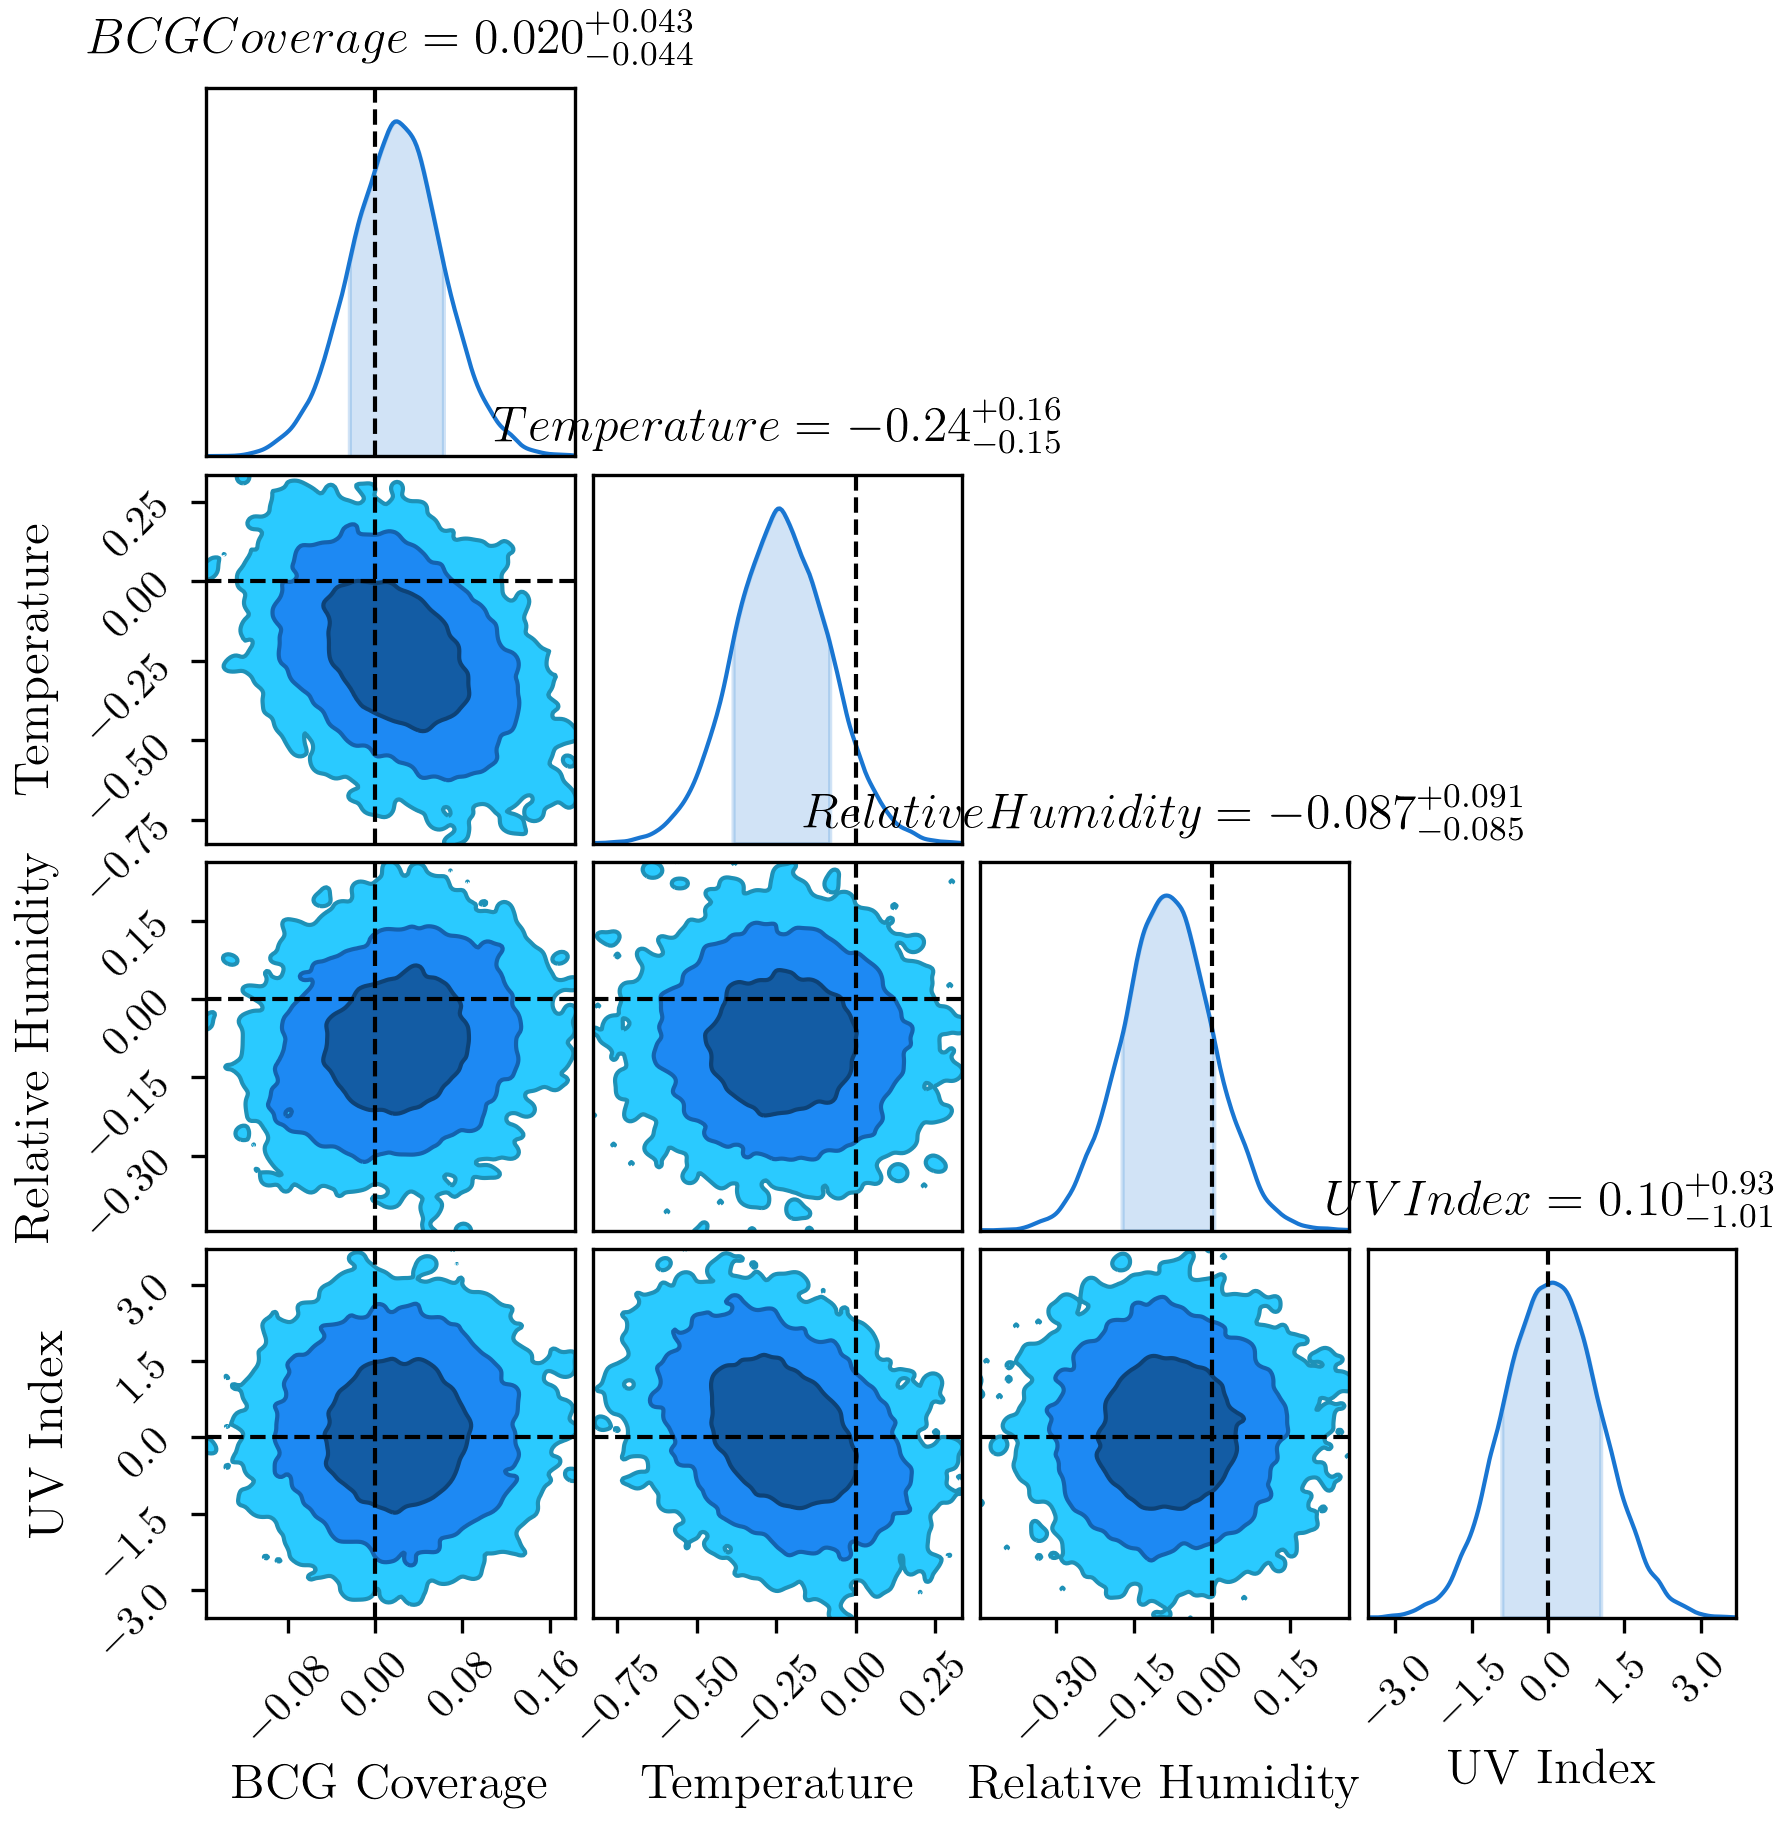 BCGCoverage = 0.020+0.043 −0.044
Temperature = −0.24+0.16 −0.15
Temperature
0.25
0.00
−0.25
−0.50
−0.75
RelativeHumidity = −0.087+0.091 −0.085
Relative Humidity
0.15
0.00
−0.15
−0.30
UVIndex = 0.10+0.93 −1.01
UV Index
3.0
1.5
0.0
−1.5
−3.0
−0.08 0.00 0.08 0.16
−0.75 −0.50 −0.25 0.00 0.25
−0.30 −0.15 0.00 0.15
−3.0 −1.5 0.0 1.5 3.0
BCG Coverage
Temperature
Relative Humidity
UV Index